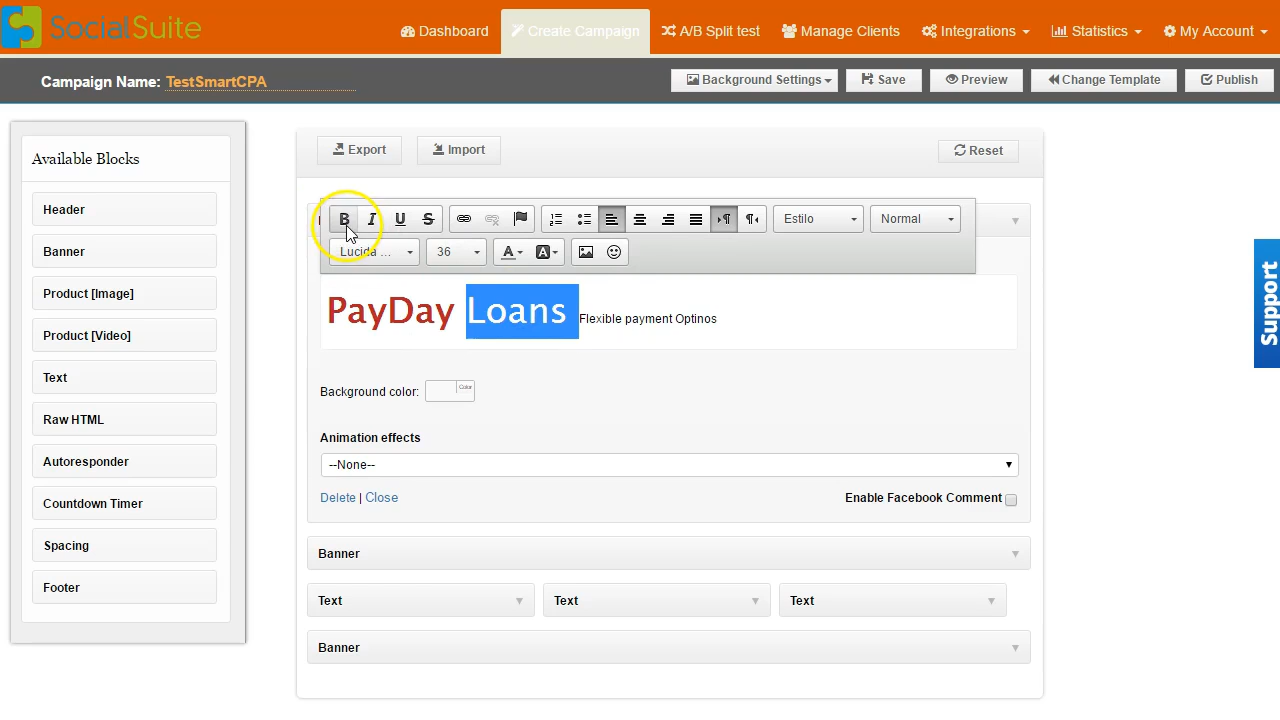 SocialSuite
Dashboard
Create Campaign
A/B Split test
Manage Clients
Integrations
Statistics
My Account
Campaign Name: TestSmartCPA
Background Settings
Save
Preview
Change Template
Publish
Available Blocks
Header
Banner
Product [Image]
Product [Video]
Text
Raw HTML
Autoresponder
Countdown Timer
Spacing
Footer
Export
Import
Reset
B I U S
Estilo
Normal
Lucida ...
36
A
A
PayDay Loans Flexible payment Optinos
Background color:
Color
Animation effects
--None--
Delete | Close
Enable Facebook Comment
Banner
Text
Text
Text
Banner
Support